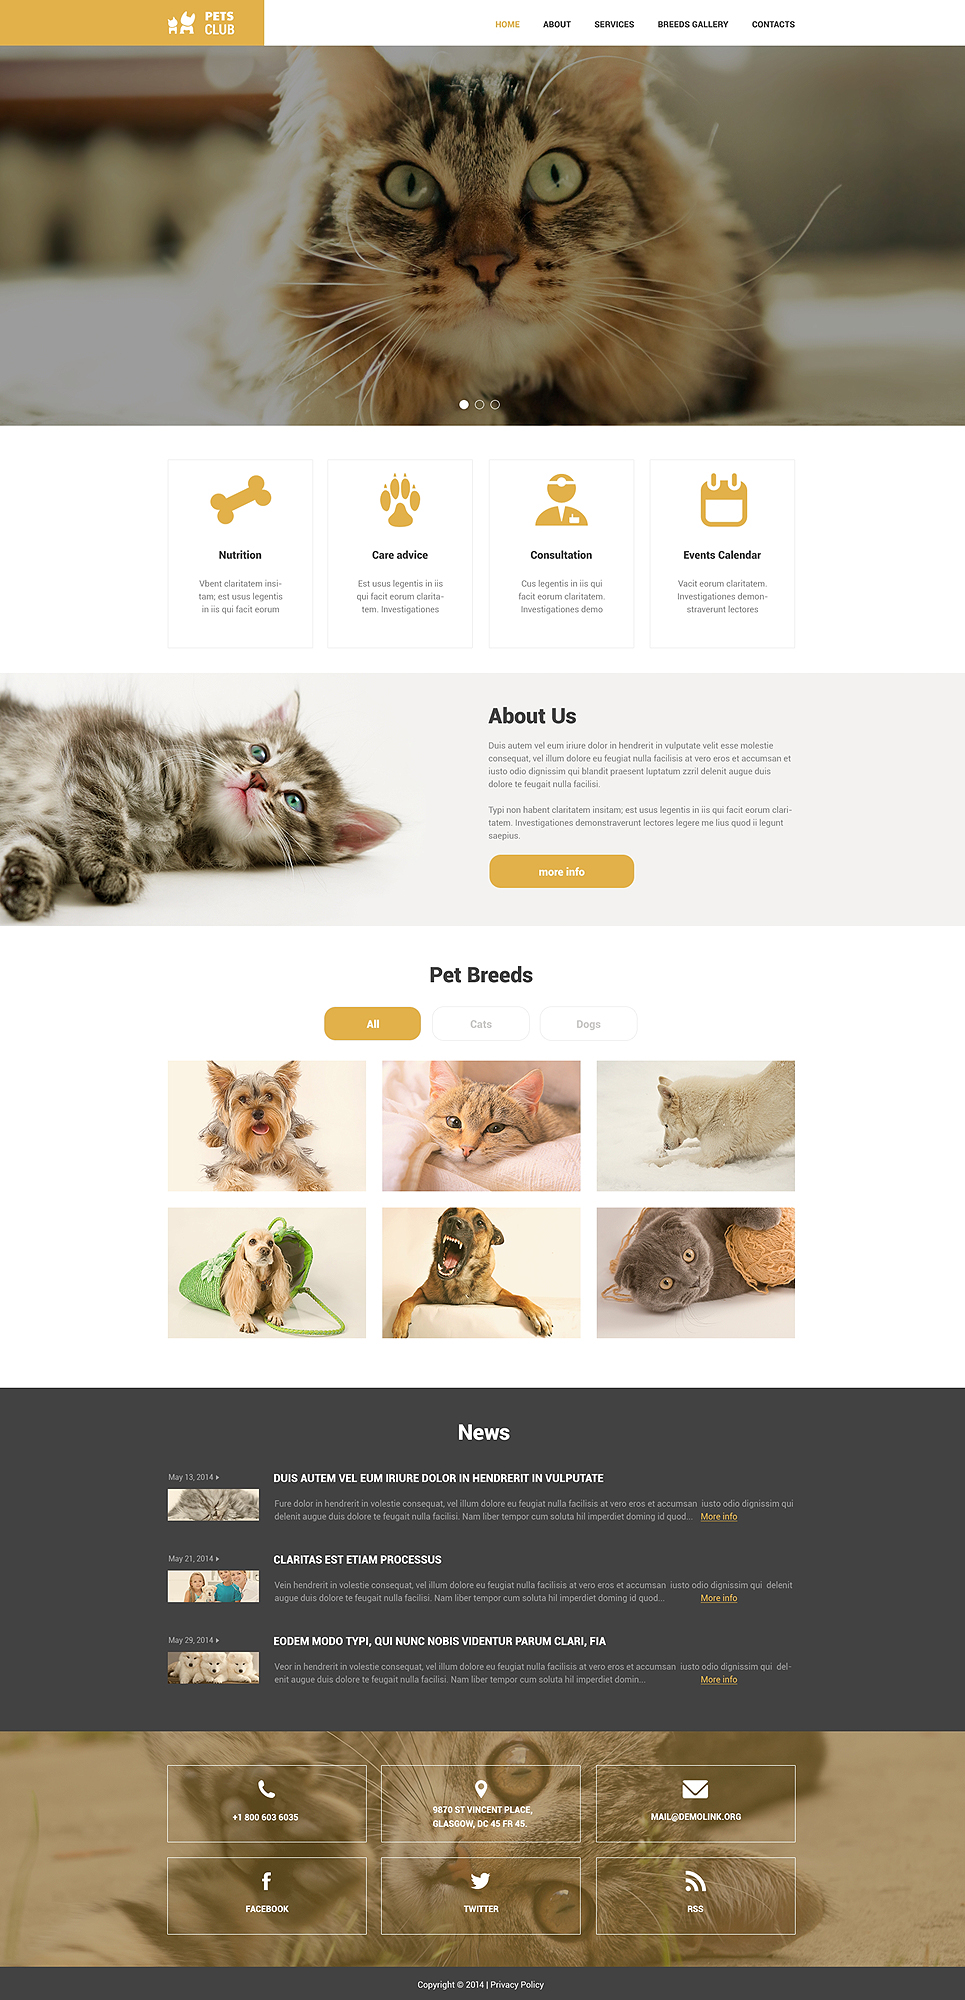 PETS
CLUB
HOME ABOUT SERVICES BREEDS GALLERY CONTACTS
Nutrition
Vbent claritatem insi-
tam; est usus legentis
in iis qui facit eorum
Care advice
Est usus legentis in iis
qui facit eorum clarita-
tem. Investigationes
Consultation
Cus legentis in iis qui
facit eorum claritatem.
Investigationes demo
Events Calendar
Vacit eorum claritatem.
Investigationes demon-
straverunt lectores
About Us
Duis autem vel eum iriure dolor in hendrerit in vulputate velit esse molestie
consequat, vel illum dolore eu feugiat nulla facilisis at vero eros et accumsan et
iusto odio dignissim qui blandit praesent luptatum zzril delenit augue duis
dolore te feugait nulla facilisi.
Typi non habent claritatem insitam; est usus legentis in iis qui facit eorum clari-
tatem. Investigationes demonstraverunt lectores legere me lius quod ii legunt
saepius.
more info
Pet Breeds
All Cats Dogs
News
May 13, 2014
DUIS AUTEM VEL EUM IRIURE DOLOR IN HENDRERIT IN VULPUTATE
Fure dolor in hendrerit in volestie consequat, vel illum dolore eu feugiat nulla facilisis at vero eros et accumsan iusto odio dignissim qui
delenit augue duis dolore te feugait nulla facilisi. Nam liber tempor cum soluta hil imperdiet doming id quod... More info
May 21, 2014
CLARITAS EST ETIAM PROCESSUS
Vein hendrerit in volestie consequat, vel illum dolore eu feugiat nulla facilisis at vero eros et accumsan iusto odio dignissim qui delenit
augue duis dolore te feugait nulla facilisi. Nam liber tempor cum soluta hil imperdiet doming id quod... More info
May 29, 2014
EODEM MODO TYPI, QUI NUNC NOBIS VIDENTUR PARUM CLARI, FIA
Veor in hendrerit in volestie consequat, vel illum dolore eu feugiat nulla facilisis at vero eros et accumsan iusto odio dignissim qui del-
enit augue duis dolore te feugait nulla facilisi. Nam liber tempor cum soluta hil imperdiet domin... More info
+1 800 603 6035
9870 ST VINCENT PLACE,
GLASGOW, DC 45 FR 45.
MAIL@DEMOLINK.ORG
FACEBOOK
TWITTER
RSS
Copyright © 2014 | Privacy Policy